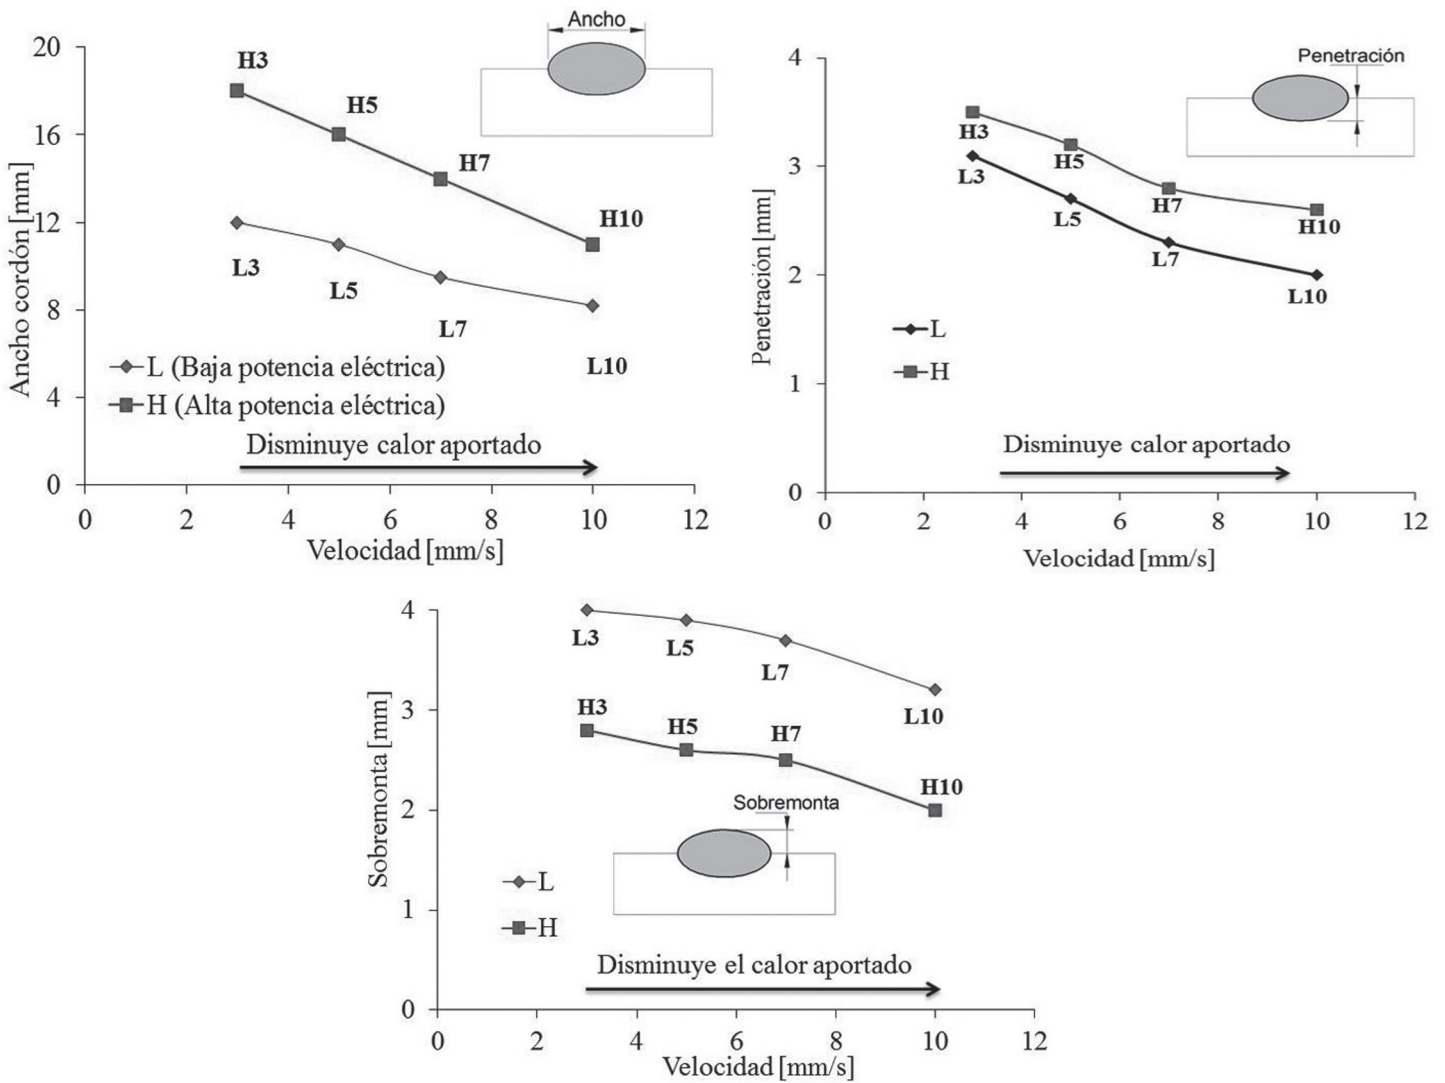 Ancho
20
16
12
8
4
0
Ancho cordón [mm]
H3
H5
H7
H10
L3
L5
L7
L10
L (Baja potencia eléctrica)
H (Alta potencia eléctrica)
Disminuye calor aportado
0 2 4 6 8 10 12
Velocidad [mm/s]
Penetración
4
3
2
1
0
Penetración [mm]
H3
L3
H5
L5
H7
L7
H10
L10
L
H
Disminuye calor aportado
0 2 4 6 8 10 12
Velocidad [mm/s]
4
3
2
1
0
Sobremonta [mm]
L3
L5
L7
L10
H3
H5
H7
H10
Sobremonta
L
H
Disminuye el calor aportado
0 2 4 6 8 10 12
Velocidad [mm/s]